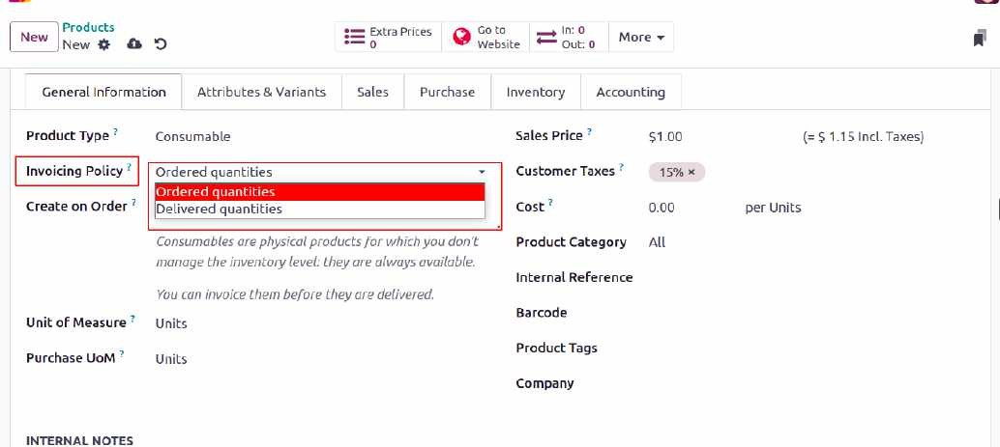 New
Products
New
Extra Prices
0
Go to
Website
In: 0
Out: 0
More
General Information
Attributes & Variants
Sales
Purchase
Inventory
Accounting
Product Type ? Consumable
Invoicing Policy ? Ordered quantities
Ordered quantities
Delivered quantities
Create on Order ?
Consumables are physical products for which you don't
manage the inventory level: they are always available.
You can invoice them before they are delivered.
Unit of Measure ? Units
Purchase UoM ? Units
Sales Price ? $1.00 (= $ 1.15 Incl. Taxes)
Customer Taxes ? 15% ×
Cost ? 0.00 per Units
Product Category All
Internal Reference
Barcode
Product Tags
Company
INTERNAL NOTES